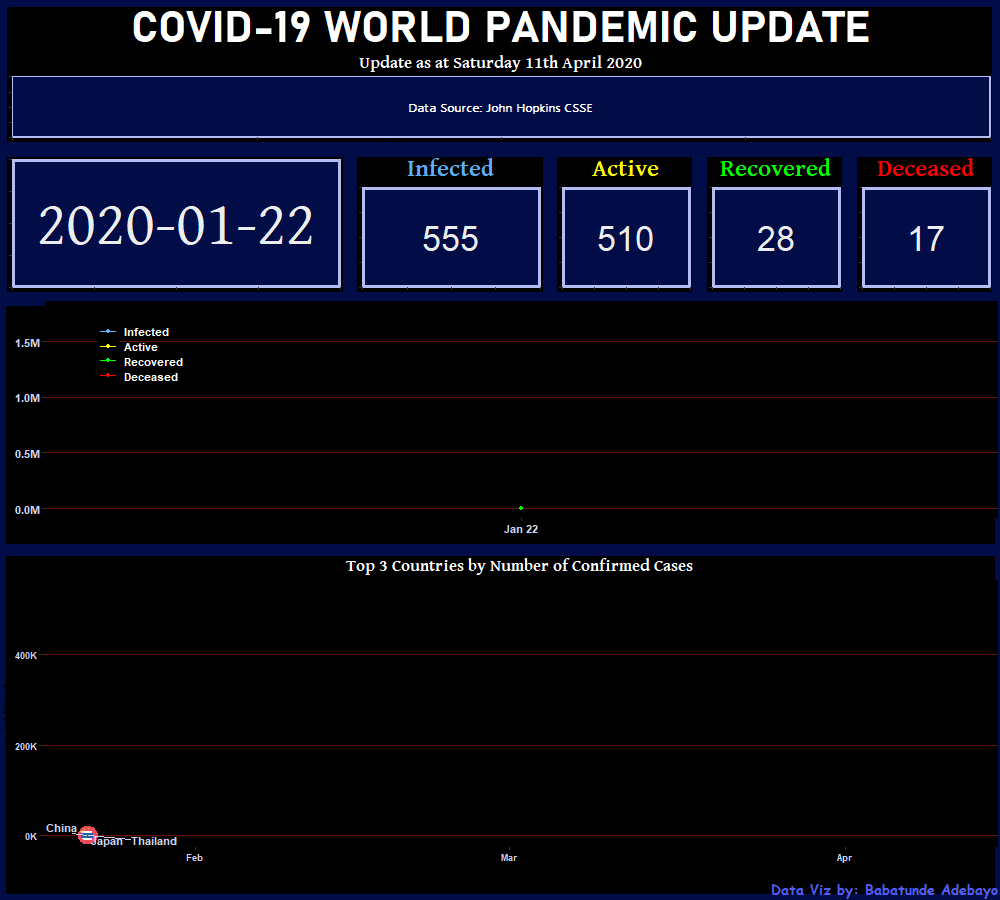 COVID-19 WORLD PANDEMIC UPDATE
Update as at Saturday 11th April 2020
Data Source: John Hopkins CSSE
2020-01-22
Infected
555
Active
510
Recovered
28
Deceased
17
Infected
Active
Recovered
Deceased
1.5M
1.0M
0.5M
0.0M
Jan 22
Top 3 Countries by Number of Confirmed Cases
400K
200K
0K
China
Japan Thailand
Feb Mar Apr
Data Viz by: Babatunde Adebayo